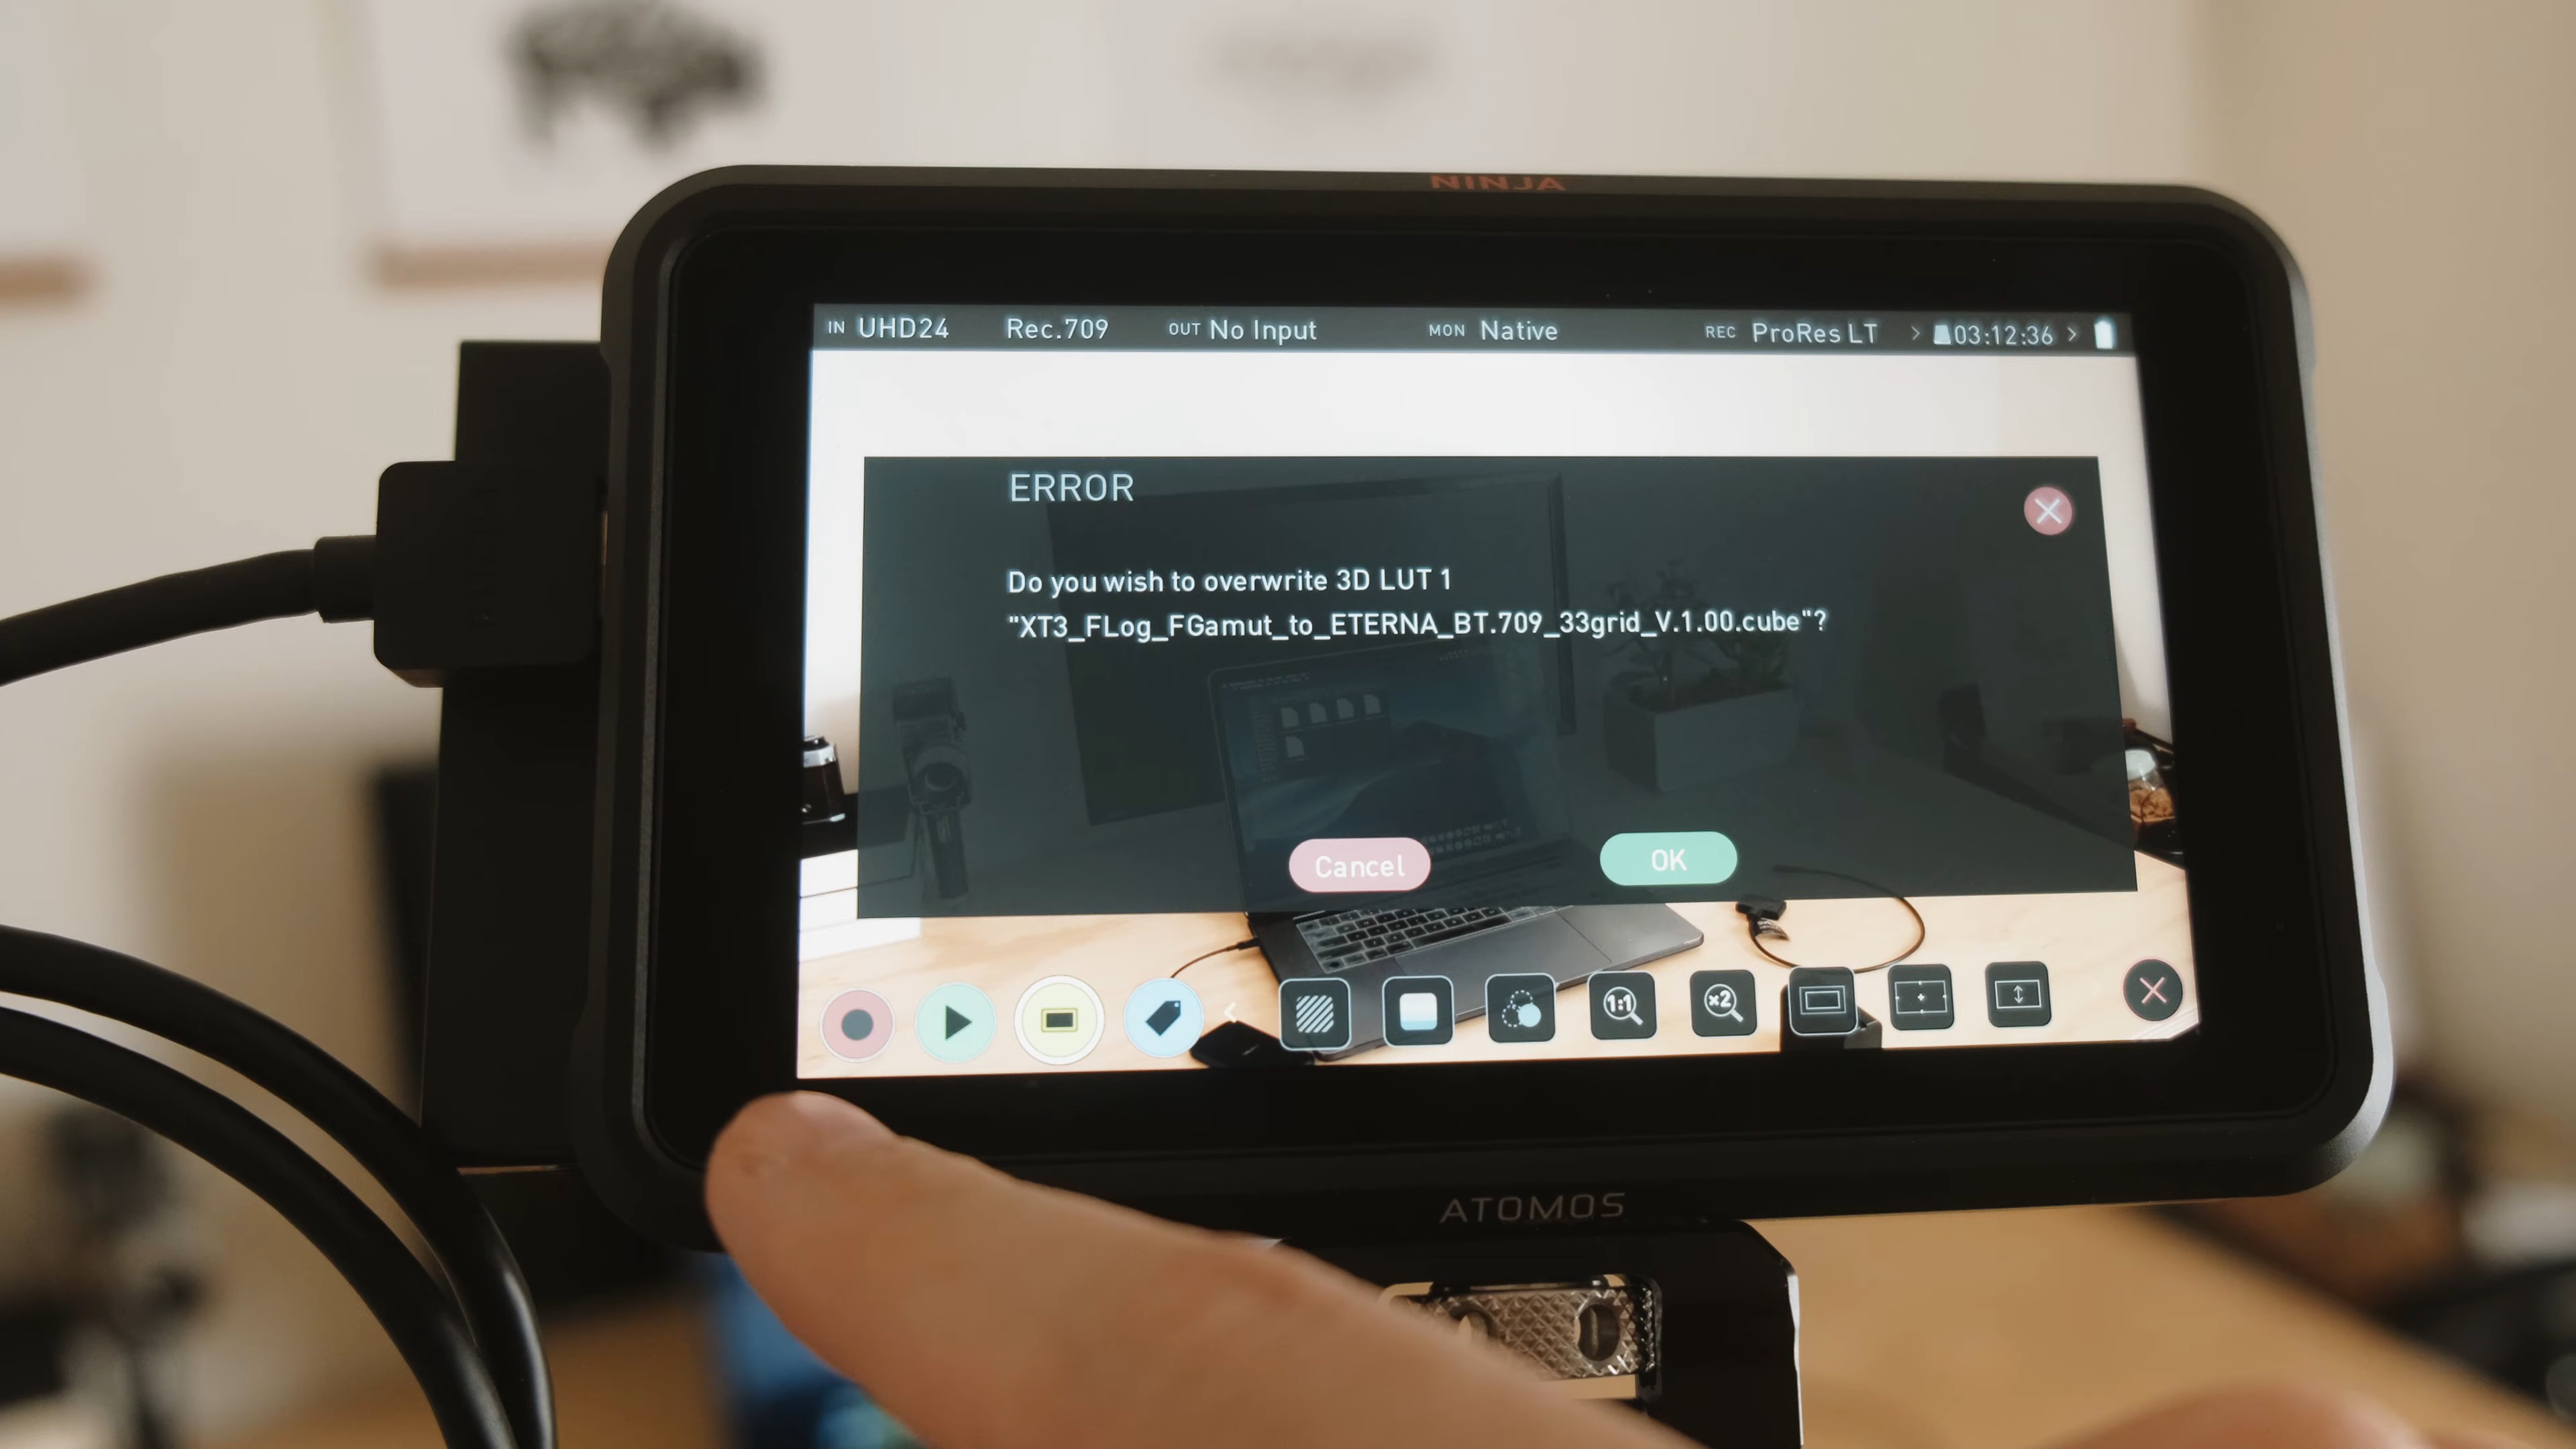 NINJA
IN UHD24 Rec.709 OUT No Input MON Native REC ProRes LT > 03:12:36 >
ERROR
Do you wish to overwrite 3D LUT 1
"XT3_FLog_FGamut_to_ETERNA_BT.709_33grid_V.1.00.cube"?
Cancel OK
1:1 x2
ATOMOS